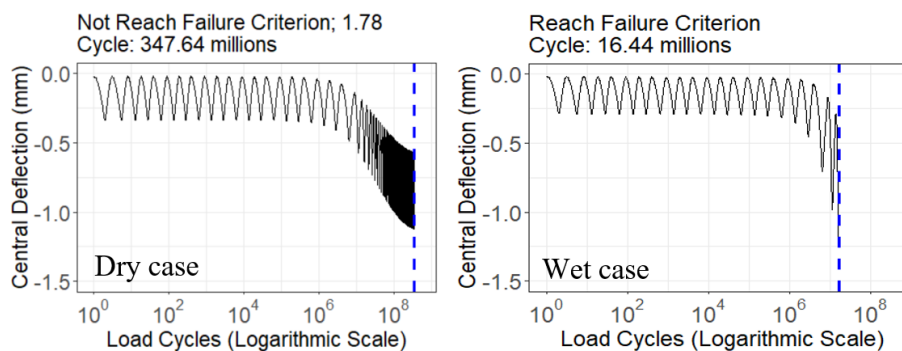 Not Reach Failure Criterion; 1.78
Cycle: 347.64 millions
0.0
-0.5
-1.0
-1.5
Central Deflection (mm)
Dry case
10^0
10^2
10^4
10^6
10^8
Load Cycles (Logarithmic Scale)
Reach Failure Criterion
Cycle: 16.44 millions
0.0
-0.5
-1.0
-1.5
Central Deflection (mm)
Wet case
10^0
10^2
10^4
10^6
10^8
Load Cycles (Logarithmic Scale)